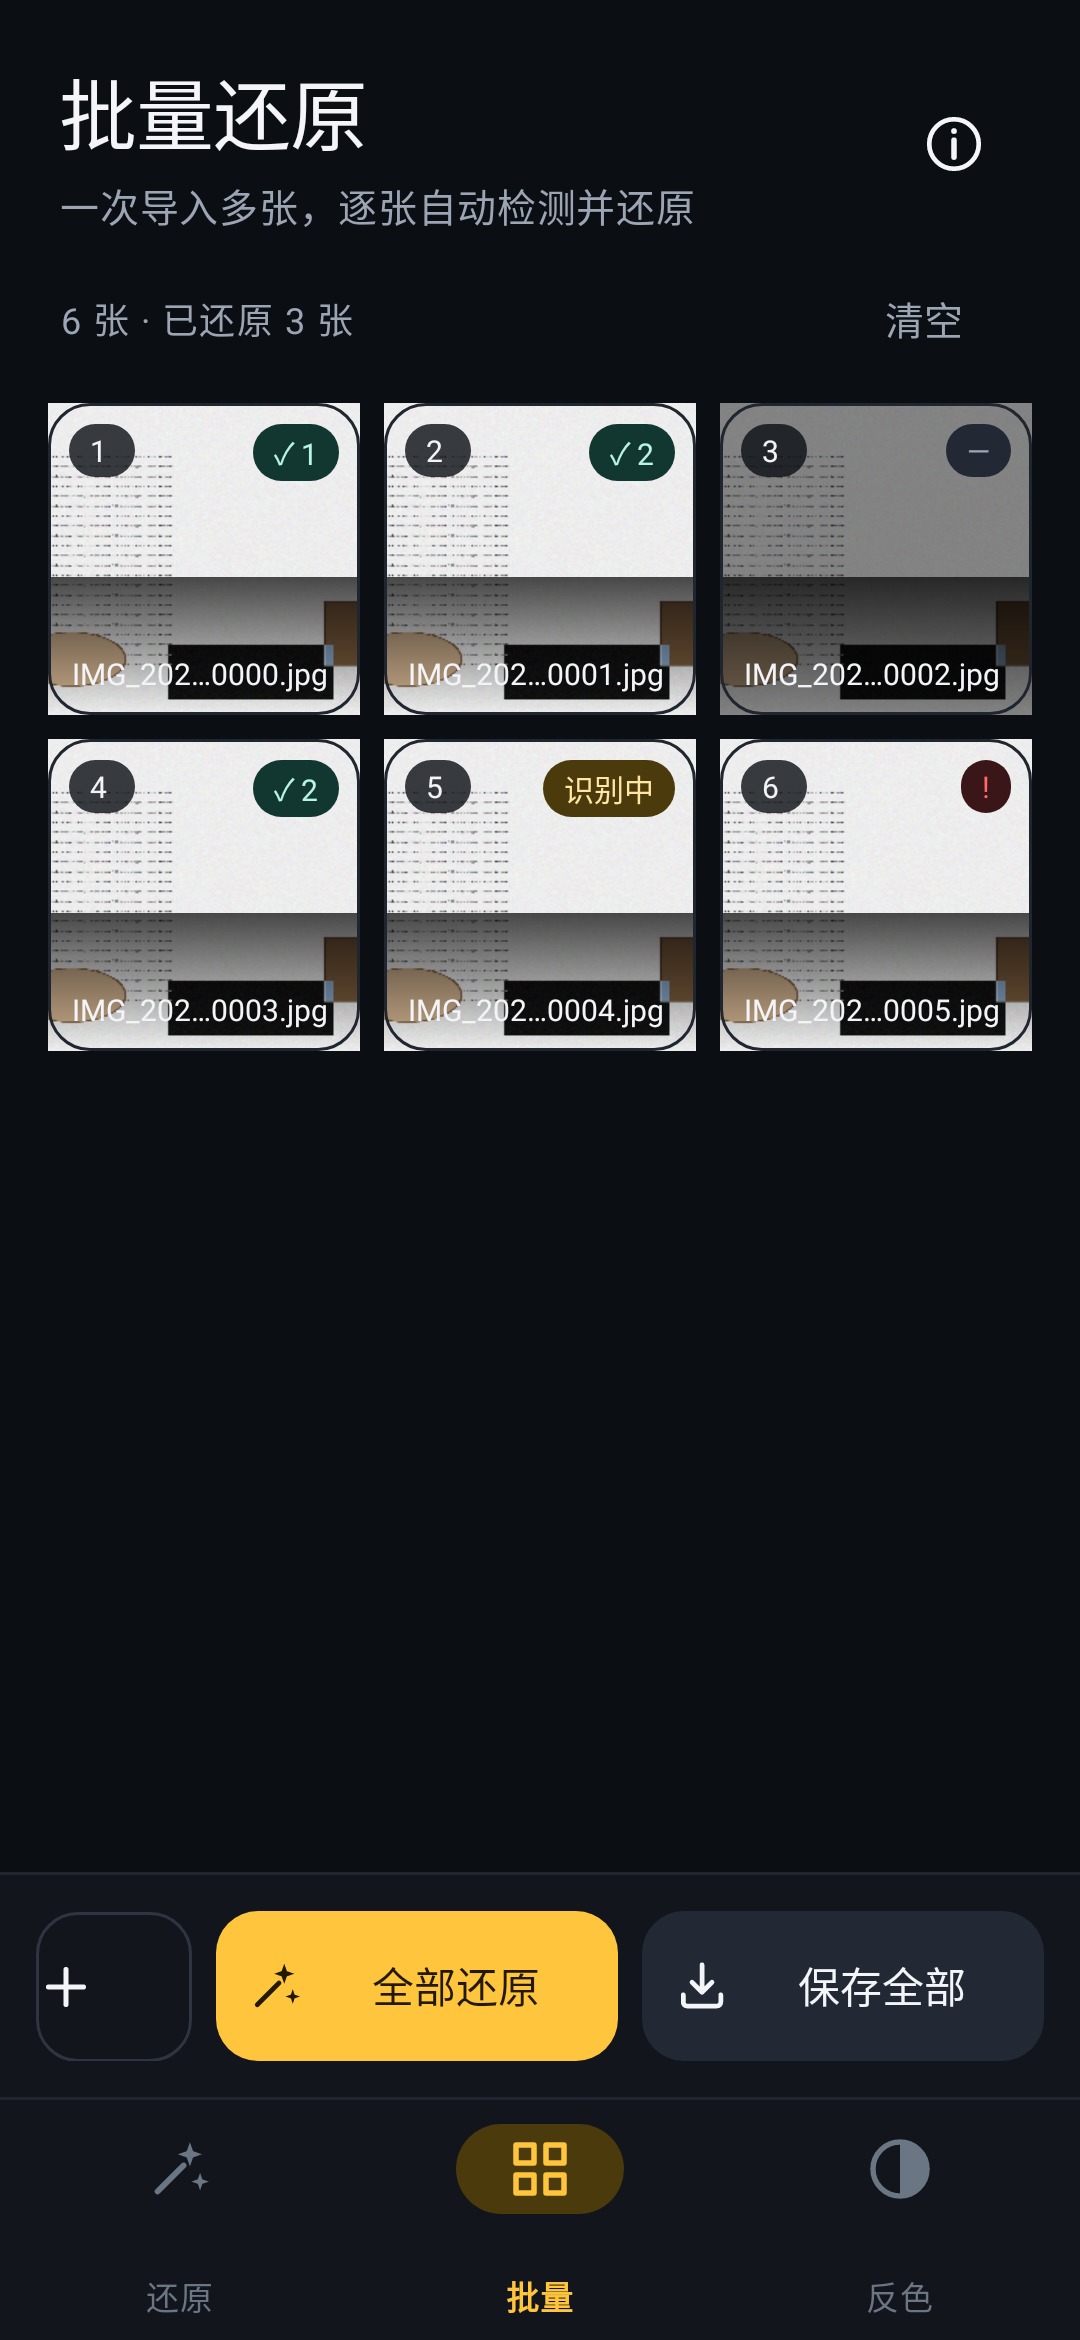 批量还原
一次导入多张，逐张自动检测并还原
6 张 · 已还原 3 张
清空
1
✓ 1
2
✓ 2
3
—
IMG_202...0000.jpg
IMG_202...0001.jpg
IMG_202...0002.jpg
4
✓ 2
5
识别中
6
!
IMG_202...0003.jpg
IMG_202...0004.jpg
IMG_202...0005.jpg
全部还原
保存全部
还原
批量
反色